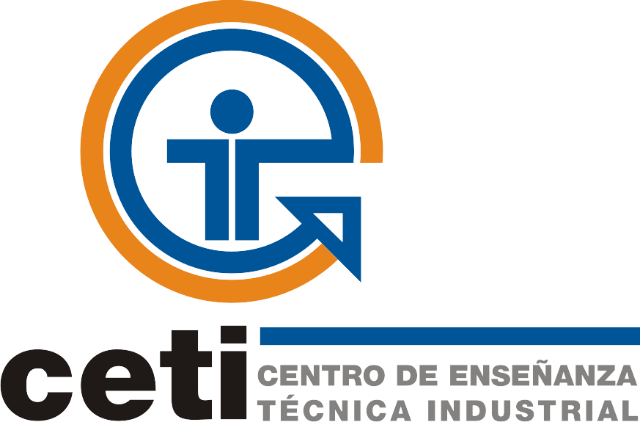 ceti
CENTRO DE ENSEÑANZA
TÉCNICA INDUSTRIAL